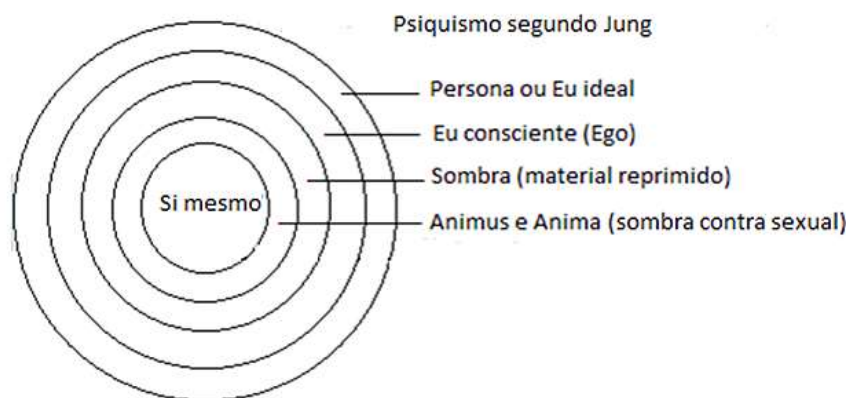 Psiquismo segundo Jung
Persona ou Eu ideal
Eu consciente (Ego)
Sombra (material reprimido)
Si mesmo
Animus e Anima (sombra contra sexual)